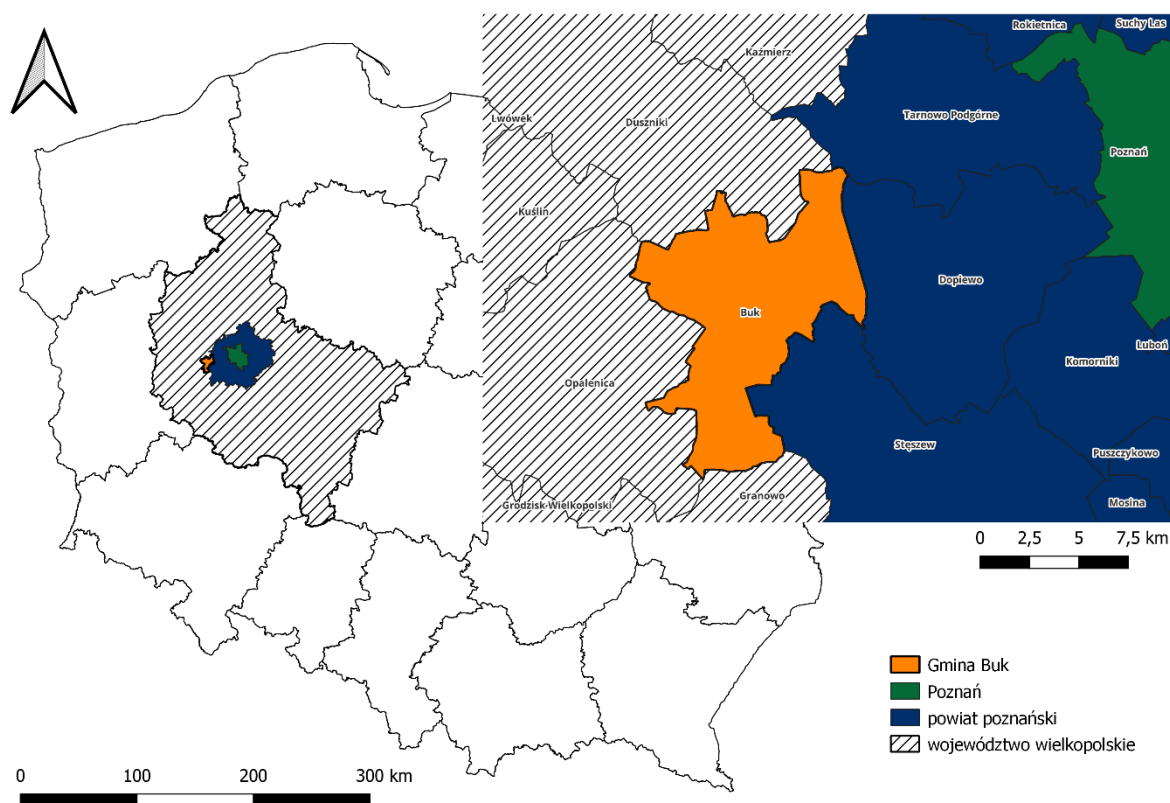 Rokietnica
Suchy Las
Kaźmierz
Lwówek
Duszniki
Tarnowo Podgórne
Poznań
Kuślin
Dopiewo
Buk
Luboń
Komorniki
Opalenica
Stęszew
Puszczykowo
Granowo
Grodzisk Wielkopolski
Mosina
0 2,5 5 7,5 km
Gmina Buk
Poznań
powiat poznański
województwo wielkopolskie
0 100 200 300 km